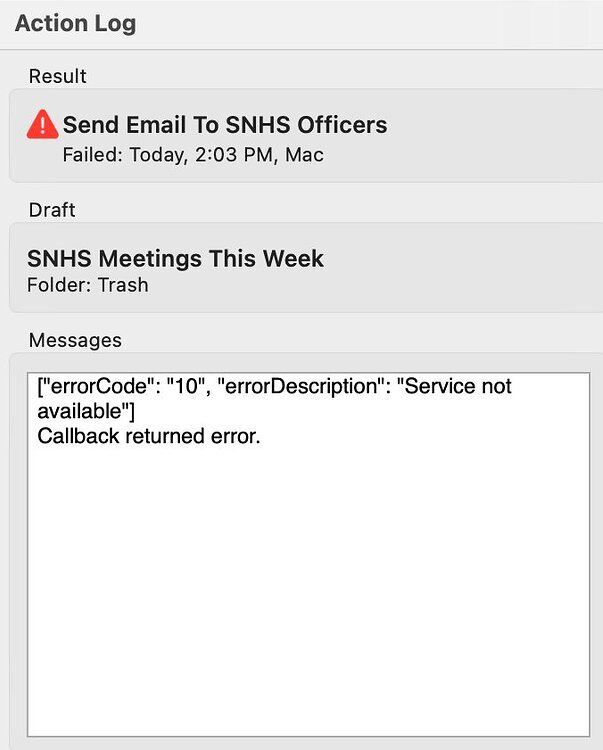 Action Log
Result
Send Email To SNHS Officers
Failed: Today, 2:03 PM, Mac
Draft
SNHS Meetings This Week
Folder: Trash
Messages
["errorCode": "10", "errorDescription": "Service not
available"]
Callback returned error.